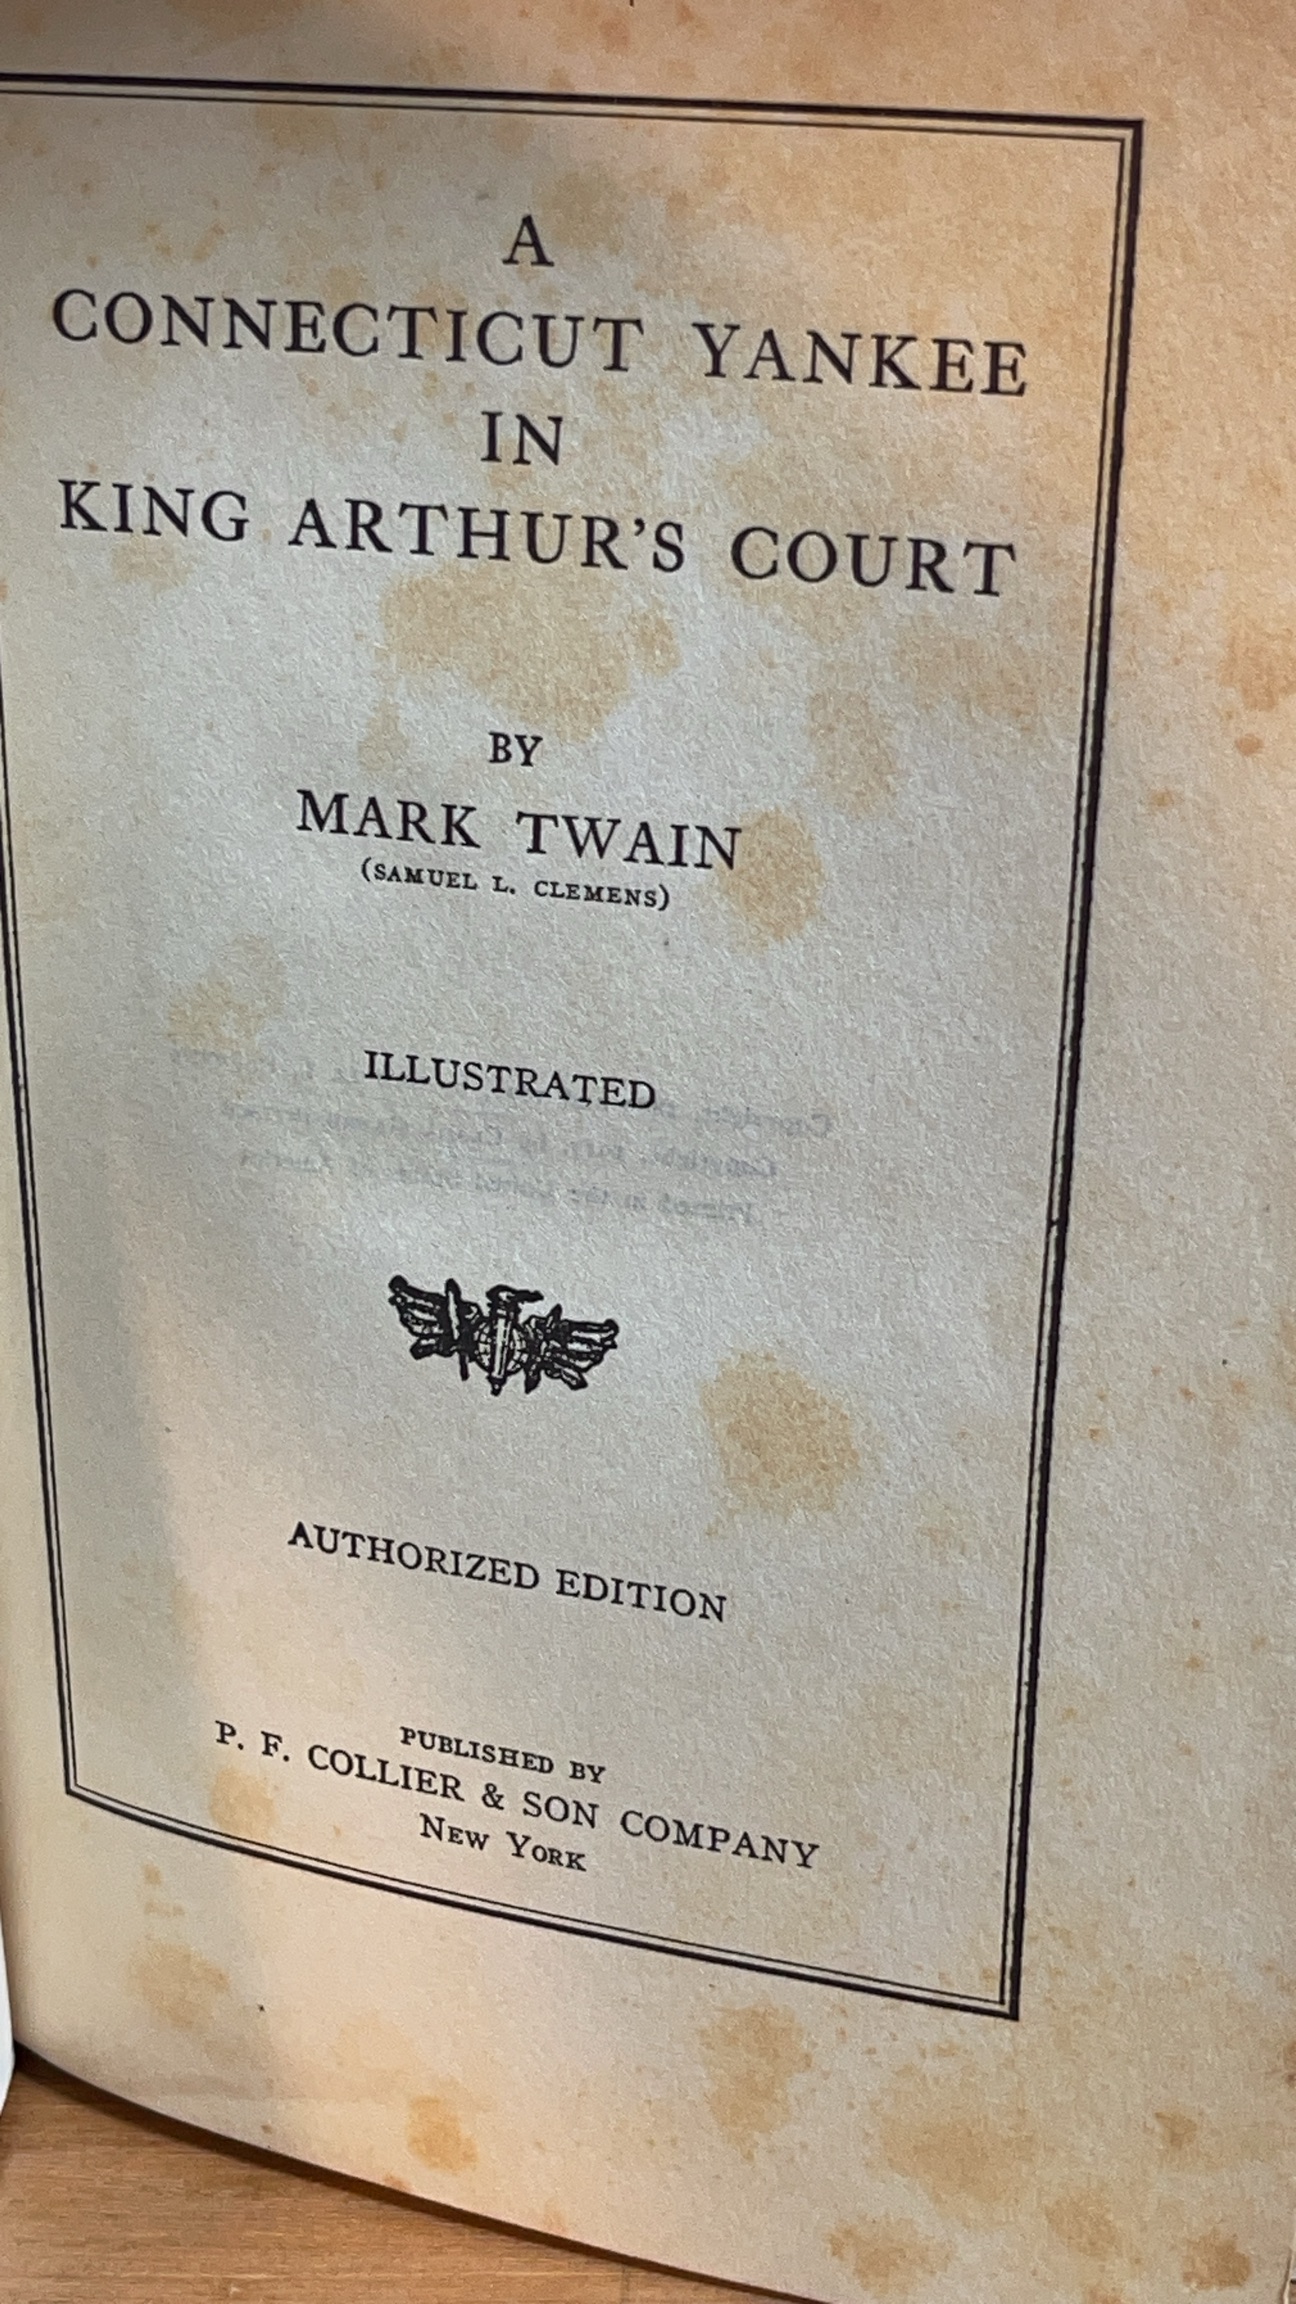 A
CONNECTICUT YANKEE
IN
KING ARTHUR'S COURT
BY
MARK TWAIN
(SAMUEL L. CLEMENS)
ILLUSTRATED
AUTHORIZED EDITION
PUBLISHED BY
P. F. COLLIER & SON COMPANY
NEW YORK